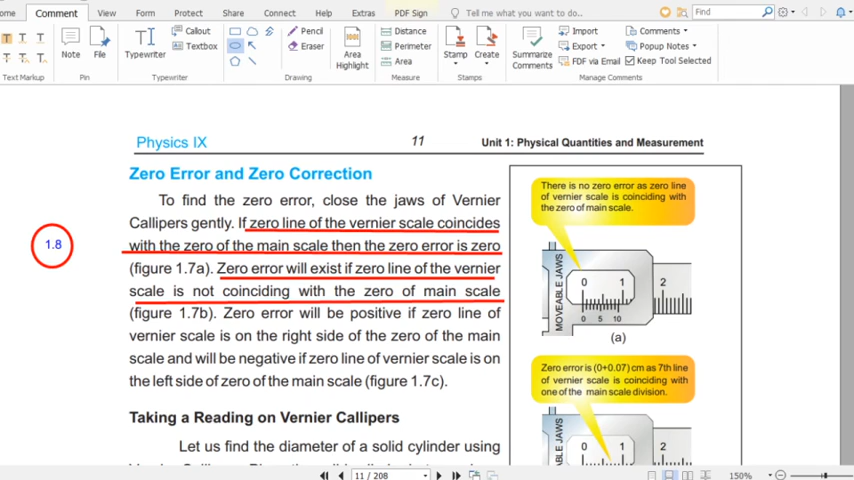 ome Comment View Form Protect Share Connect Help Extras PDF Sign Tell me what you want to do... Find
T T T
T T T
Text Markup
Note File
Pin
Typewriter
Callout
Textbox
Typewriter
Pencil
Eraser
Drawing
Area
Highlight
Distance
Perimeter
Area
Measure
Stamp Create
Stamps
Summarize
Comments
Import
Export
FDF via Email
Comments
Popup Notes
Keep Tool Selected
Manage Comments
Physics IX 11 Unit 1: Physical Quantities and Measurement
Zero Error and Zero Correction
To find the zero error, close the jaws of Vernier
Callipers gently. If zero line of the vernier scale coincides
with the zero of the main scale then the zero error is zero
(figure 1.7a). Zero error will exist if zero line of the vernier
scale is not coinciding with the zero of main scale
(figure 1.7b). Zero error will be positive if zero line of
vernier scale is on the right side of the zero of the main
scale and will be negative if zero line of vernier scale is on
the left side of zero of the main scale (figure 1.7c).
Taking a Reading on Vernier Callipers
Let us find the diameter of a solid cylinder using
1.8
There is no zero error as zero line
of vernier scale is coinciding with
the zero of main scale.
MOVEABLE JAWS
0 1 2
0 5 10
(a)
Zero error is (0+0.07) cm as 7th line
of vernier scale is coinciding with
one of the main scale division.
JAWS
0 1 2
11 / 208
150%